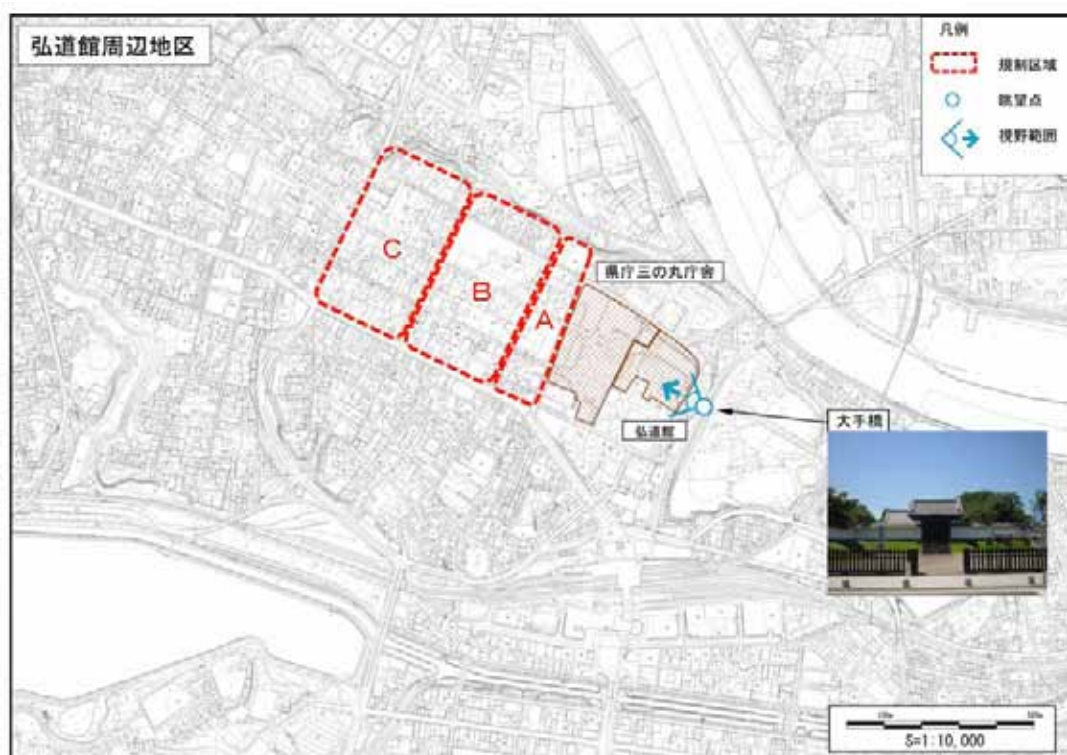 弘道館周辺地区
凡例
規制区域
眺望点
視野範囲
C
B
A
県庁三の丸庁舎
弘道館
大手橋
S=1:10,000